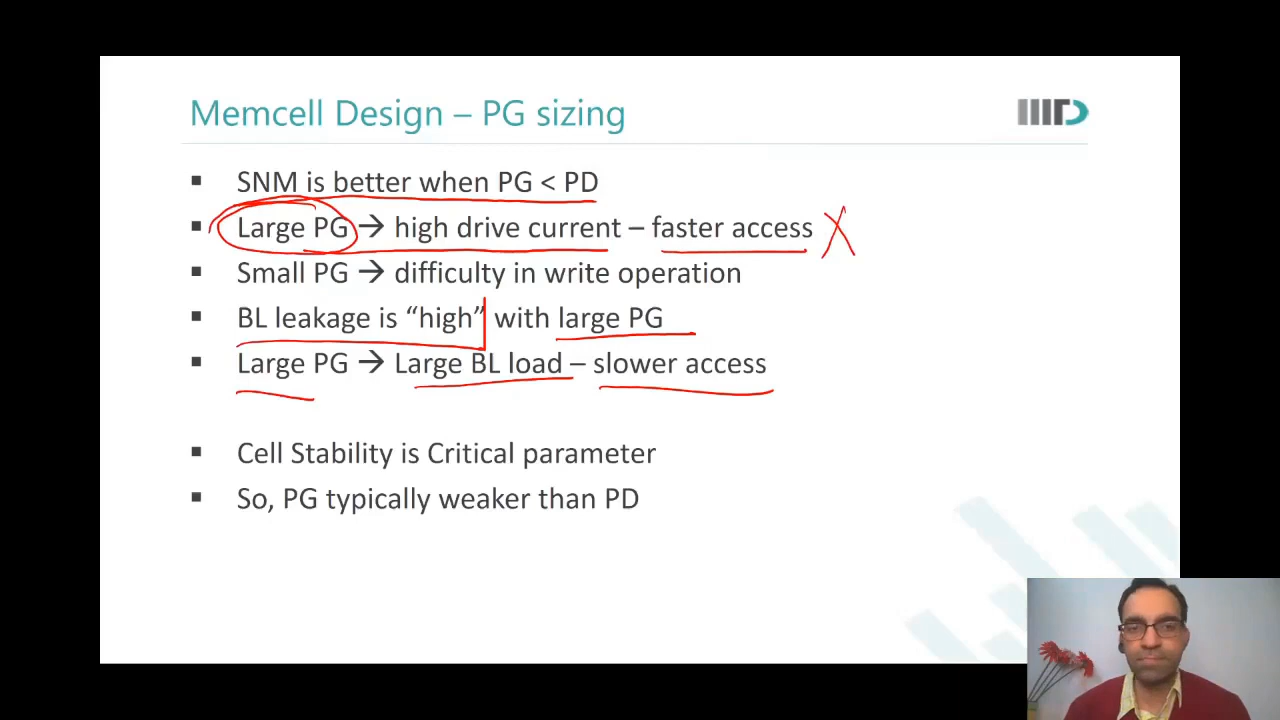 Memcell Design – PG sizing
IIITD
▪ SNM is better when PG < PD
▪ Large PG → high drive current – faster access X
▪ Small PG → difficulty in write operation
▪ BL leakage is “high” with large PG
▪ Large PG → Large BL load – slower access
▪ Cell Stability is Critical parameter
▪ So, PG typically weaker than PD